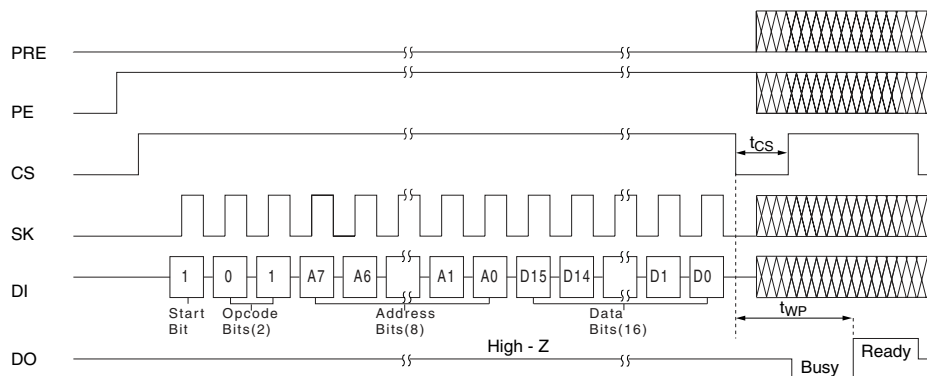 PRE
PE
CS
tCS
SK
DI
1 0 1 A7 A6 A1 A0 D15 D14 D1 D0
Start Bit
Opcode Bits(2)
Address Bits(8)
Data Bits(16)
tWP
DO
High - Z
Busy
Ready